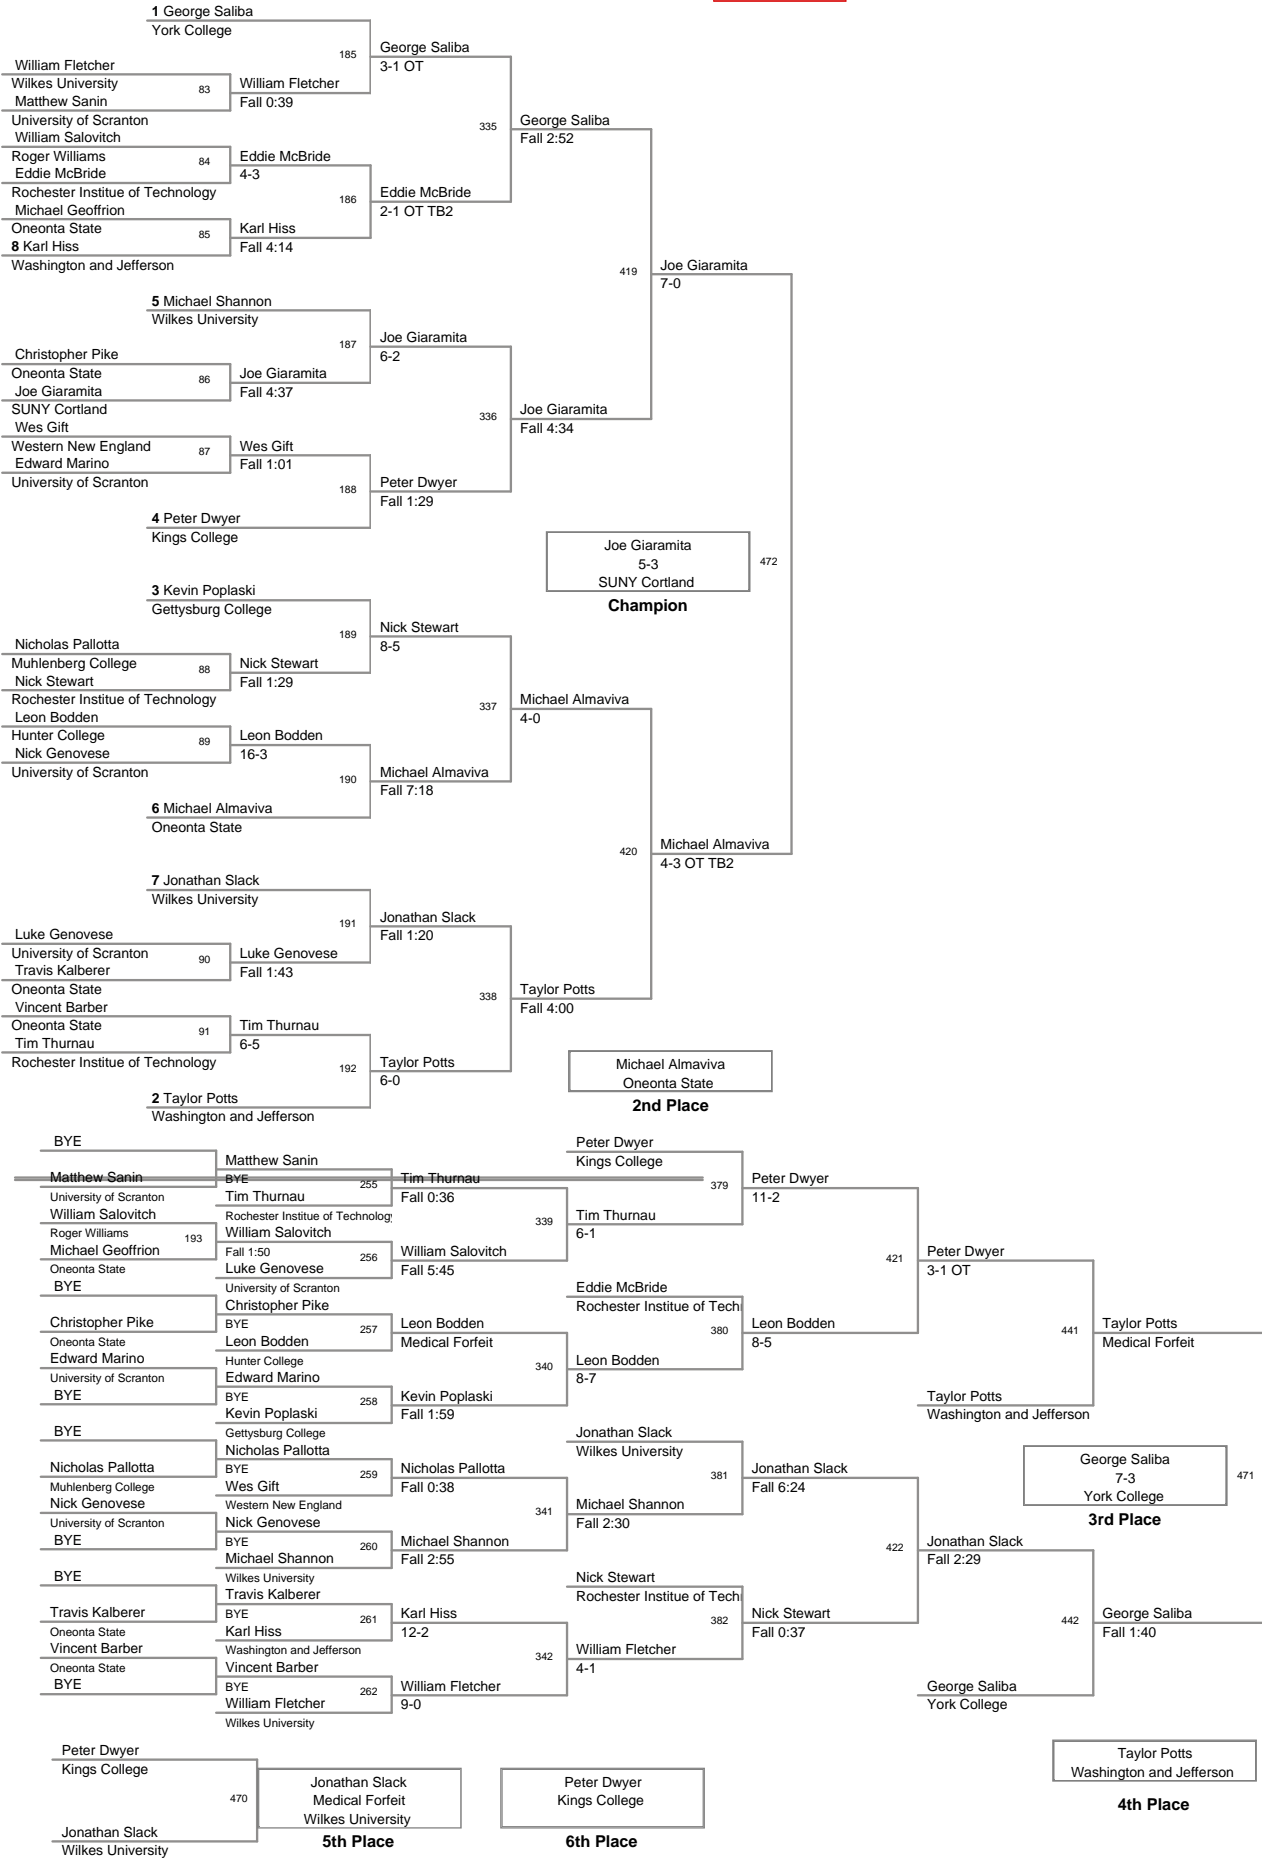 1 George Saliba
York College
185
George Saliba
3-1 OT
William Fletcher
Wilkes University
83
William Fletcher
Matthew Sanin
Fall 0:39
University of Scranton
335
George Saliba
Fall 2:52
William Salovitch
Roger Williams
84
Eddie McBride
Eddie McBride
4-3
Rochester Institue of Technology
186
Eddie McBride
2-1 OT TB2
Michael Geoffrion
Oneonta State
85
Karl Hiss
8 Karl Hiss
Fall 4:14
Washington and Jefferson
419
Joe Giaramita
7-0
5 Michael Shannon
Wilkes University
187
Joe Giaramita
6-2
Christopher Pike
Oneonta State
86
Joe Giaramita
Joe Giaramita
Fall 4:37
SUNY Cortland
336
Joe Giaramita
Fall 4:34
Wes Gift
Western New England
87
Wes Gift
Edward Marino
Fall 1:01
University of Scranton
188
Peter Dwyer
Fall 1:29
4 Peter Dwyer
Kings College
Joe Giaramita
5-3
SUNY Cortland
472
Champion
3 Kevin Poplaski
Gettysburg College
189
Nick Stewart
8-5
Nicholas Pallotta
Muhlenberg College
88
Nick Stewart
Nick Stewart
Fall 1:29
Rochester Institue of Technology
337
Michael Almaviva
4-0
Leon Bodden
Hunter College
89
Leon Bodden
Nick Genovese
16-3
University of Scranton
190
Michael Almaviva
Fall 7:18
6 Michael Almaviva
Oneonta State
420
Michael Almaviva
4-3 OT TB2
7 Jonathan Slack
Wilkes University
191
Jonathan Slack
Fall 1:20
Luke Genovese
University of Scranton
90
Luke Genovese
Travis Kalberer
Fall 1:43
Oneonta State
338
Taylor Potts
Fall 4:00
Vincent Barber
Oneonta State
91
Tim Thurnau
Tim Thurnau
6-5
Rochester Institue of Technology
192
Taylor Potts
6-0
2 Taylor Potts
Washington and Jefferson
Michael Almaviva
Oneonta State
2nd Place
BYE
Matthew Sanin
University of Scranton
William Salovitch
Roger Williams
193
Michael Geoffrion
Oneonta State
BYE
Christopher Pike
Oneonta State
Edward Marino
University of Scranton
BYE
BYE
Nicholas Pallotta
Muhlenberg College
Nick Genovese
University of Scranton
BYE
BYE
Travis Kalberer
Oneonta State
Vincent Barber
Oneonta State
BYE
Matthew Sanin
BYE
255
Tim Thurnau
Rochester Institue of Technology
William Salovitch
Fall 1:50
256
Luke Genovese
University of Scranton
Christopher Pike
BYE
257
Leon Bodden
Hunter College
Edward Marino
BYE
258
Kevin Poplaski
Gettysburg College
Nicholas Pallotta
BYE
259
Wes Gift
Western New England
Nick Genovese
BYE
260
Michael Shannon
Wilkes University
Travis Kalberer
BYE
261
Karl Hiss
Washington and Jefferson
Vincent Barber
BYE
262
William Fletcher
Wilkes University
Tim Thurnau
Fall 0:36
339
William Salovitch
Fall 5:45
Leon Bodden
Medical Forfeit
340
Kevin Poplaski
Fall 1:59
Nicholas Pallotta
Fall 0:38
341
Michael Shannon
Fall 2:55
Karl Hiss
12-2
342
William Fletcher
9-0
Peter Dwyer
Kings College
379
Tim Thurnau
6-1
Eddie McBride
Rochester Institue of Tech
380
Leon Bodden
8-7
Jonathan Slack
Wilkes University
381
Michael Shannon
Fall 2:30
Nick Stewart
Rochester Institue of Tech
382
William Fletcher
4-1
Peter Dwyer
11-2
421
Leon Bodden
8-5
Jonathan Slack
Fall 6:24
422
Nick Stewart
Fall 0:37
Peter Dwyer
3-1 OT
441
Taylor Potts
Washington and Jefferson
Taylor Potts
Medical Forfeit
George Saliba
7-3
York College
471
3rd Place
Jonathan Slack
Fall 2:29
442
George Saliba
York College
George Saliba
Fall 1:40
Peter Dwyer
Kings College
470
Jonathan Slack
Wilkes University
Jonathan Slack
Medical Forfeit
Wilkes University
5th Place
Peter Dwyer
Kings College
6th Place
Taylor Potts
Washington and Jefferson
4th Place